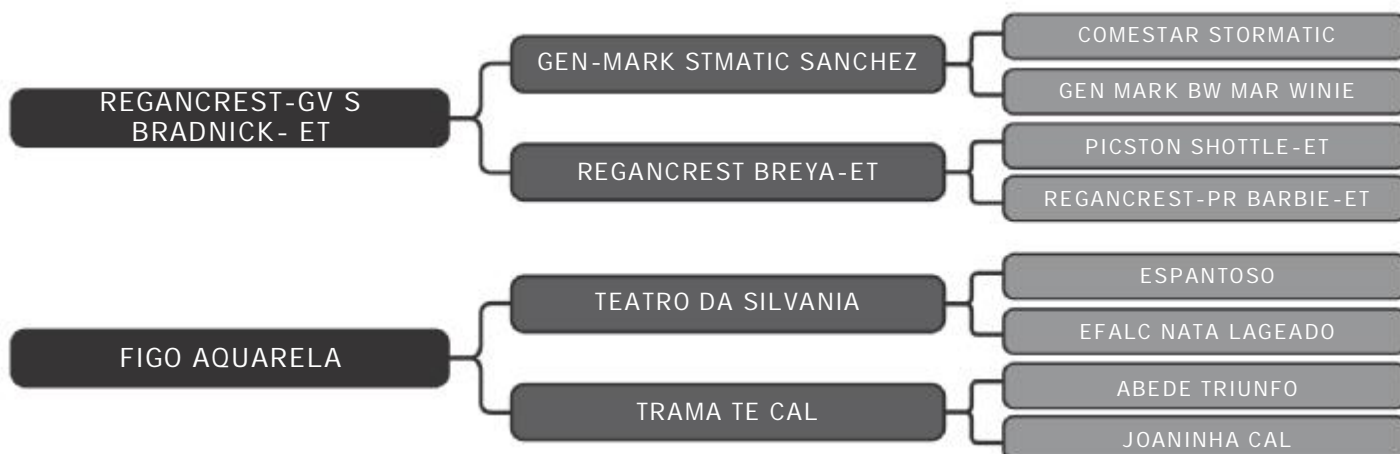 REGANCREST-GV S
BRADNICK- ET
GEN-MARK STMATIC SANCHEZ
COMESTAR STORMATIC
GEN MARK BW MAR WINIE
REGANCREST BREYA-ET
PICSTON SHOTTLE-ET
REGANCREST-PR BARBIE-ET
FIGO AQUARELA
TEATRO DA SILVANIA
ESPANTOSO
EFALC NATA LAGEADO
TRAMA TE CAL
ABEDE TRIUNFO
JOANINHA CAL